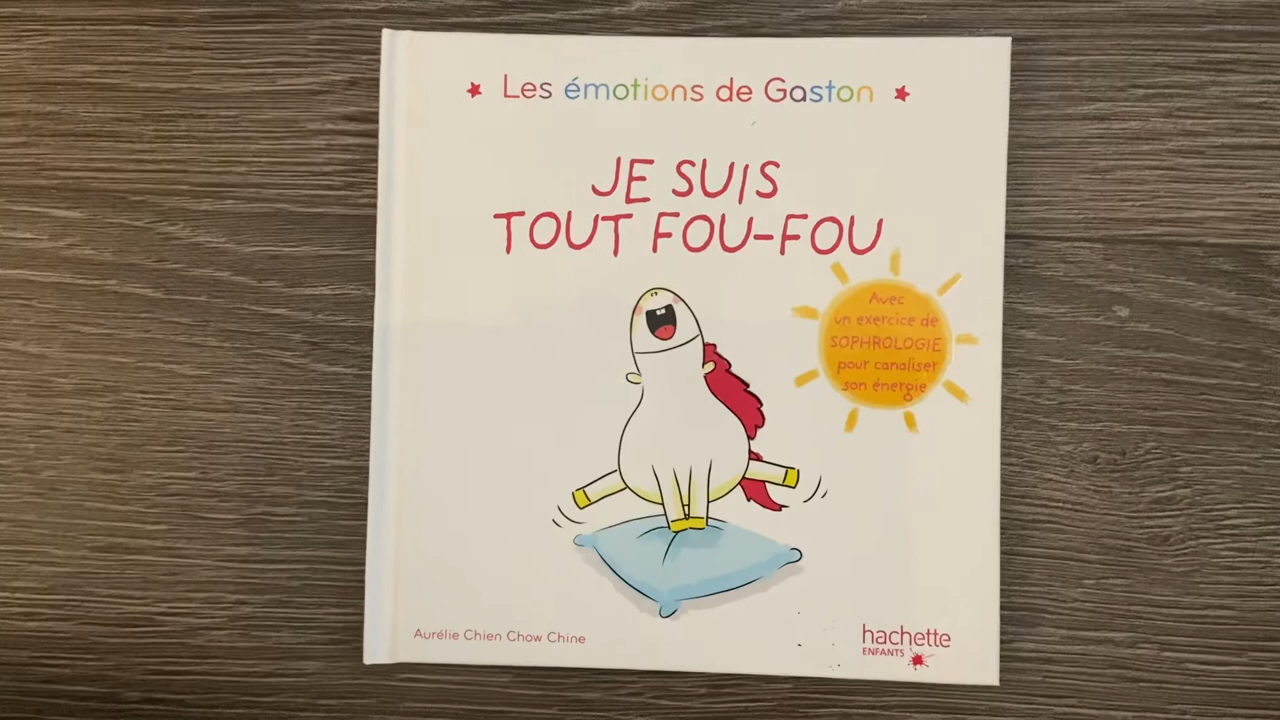 Les émotions de Gaston
JE SUIS
TOUT FOU-FOU
Avec
un exercice de
SOPHROLOGIE
pour canaliser
son énergie
Aurélie Chien Chow Chine
hachette
ENFANTS